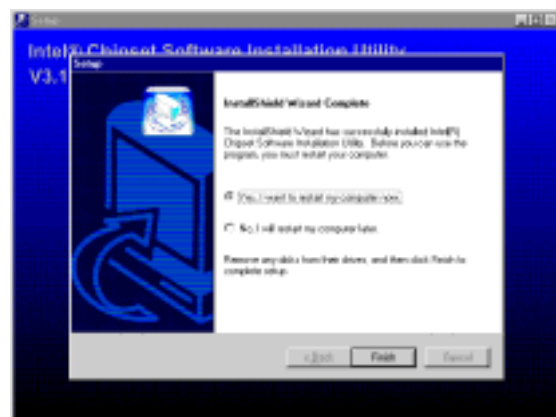 Setup
Intel® Chipset Software Installation Utility
V3.1
Setup
InstallShield Wizard Complete
The InstallShield Wizard has successfully installed Intel(R)
Chipset Software Installation Utility. Before you can use the
program, you must restart your computer.
Yes, I want to restart my computer now.
No, I will restart my computer later.
Remove any disks from their drives, and then click Finish to
complete setup.
< Back
Finish
Cancel